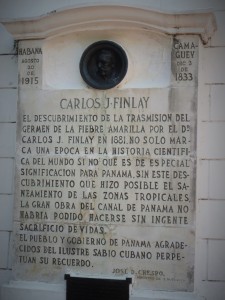 HABANA
AGOSTO
20
DE
1915
CAMA-
GUEY
DIC. 3
DE
1833
CARLOS J. FINLAY
EL DESCUBRIMIENTO DE LA TRASMISION DEL
GERMEN DE LA FIEBRE AMARILLA POR EL DR.
CARLOS J. FINLAY EN 1881, NO SOLO MAR-
CA UNA EPOCA EN LA HISTORIA CIENTIFI-
CA DEL MUNDO SI NO QUE ES DE ESPECIAL
SIGNIFICACION PARA PANAMA, SIN ESTE DES-
CUBRIMIENTO QUE HIZO POSIBLE EL SA-
NEAMIENTO DE LAS ZONAS TROPICALES,
LA GRAN OBRA DEL CANAL DE PANAMA NO
HABRIA PODIDO HACERSE SIN INGENTE
SACRIFICIO DE VIDAS.
EL PUEBLO Y GOBIERNO DE PANAMA AGRADE-
CIDOS DEL ILUSTRE SABIO CUBANO PERPE-
TUAN SU RECUERDO.
JOSE D. CRESPO.